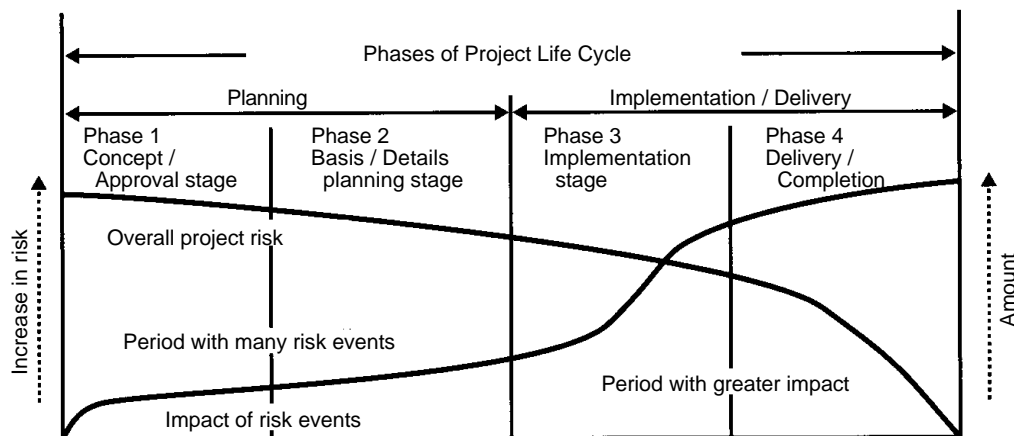 Phases of Project Life Cycle
Planning
Implementation / Delivery
Phase 1
Concept /
Approval stage
Phase 2
Basis / Details
planning stage
Phase 3
Implementation
stage
Phase 4
Delivery /
Completion
Increase in risk
Overall project risk
Period with many risk events
Impact of risk events
Period with greater impact
Amount